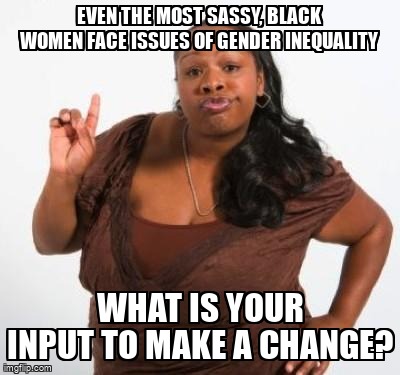 EVEN THE MOST SASSY, BLACK
WOMEN FACE ISSUES OF GENDER INEQUALITY
WHAT IS YOUR
INPUT TO MAKE A CHANGE?
imgflip.com